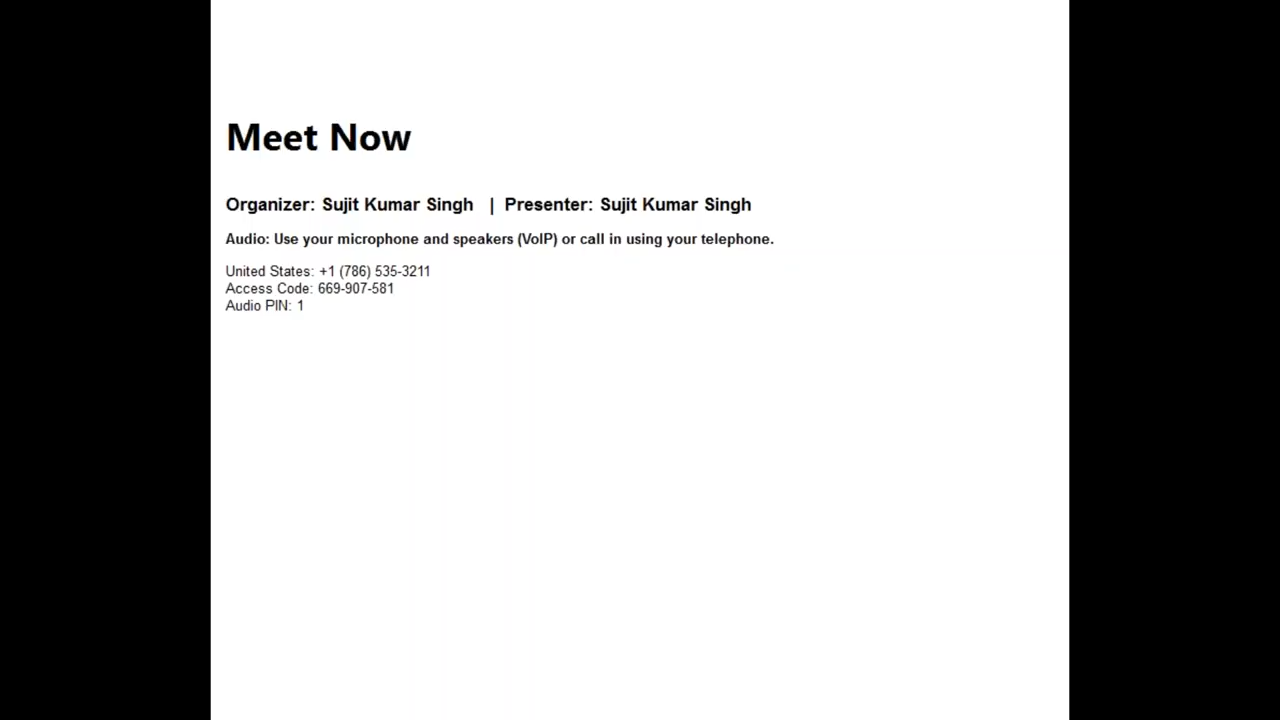 Meet Now
Organizer: Sujit Kumar Singh | Presenter: Sujit Kumar Singh
Audio: Use your microphone and speakers (VoIP) or call in using your telephone.
United States: +1 (786) 535-3211
Access Code: 669-907-581
Audio PIN: 1